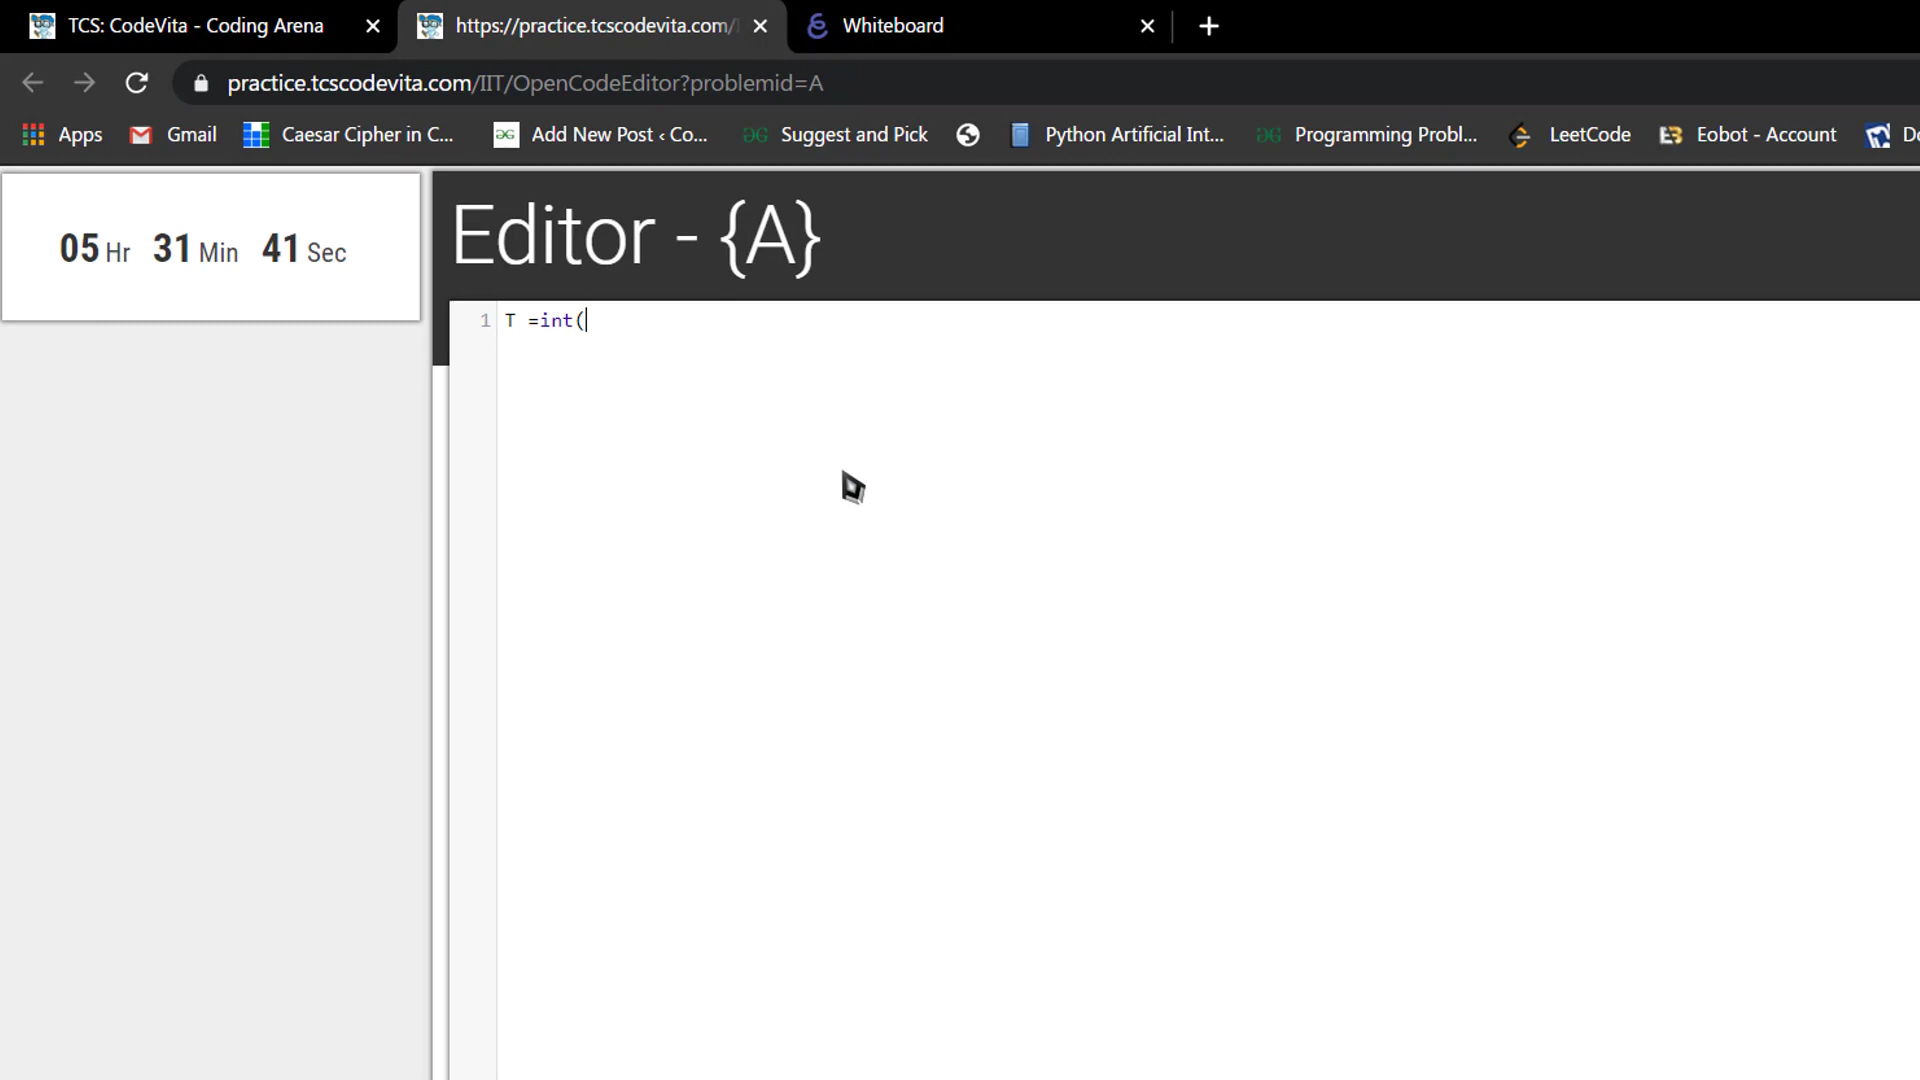 TCS: CodeVita - Coding Arena
https://practice.tcscodevita.com/
Whiteboard
practice.tcscodevita.com/IIT/OpenCodeEditor?problemid=A
Apps
Gmail
Caesar Cipher in C...
Add New Post ‹ Co...
Suggest and Pick
Python Artificial Int...
Programming Probl...
LeetCode
Eobot - Account
05 Hr 31 Min 41 Sec
Editor - {A}
1 T =int(